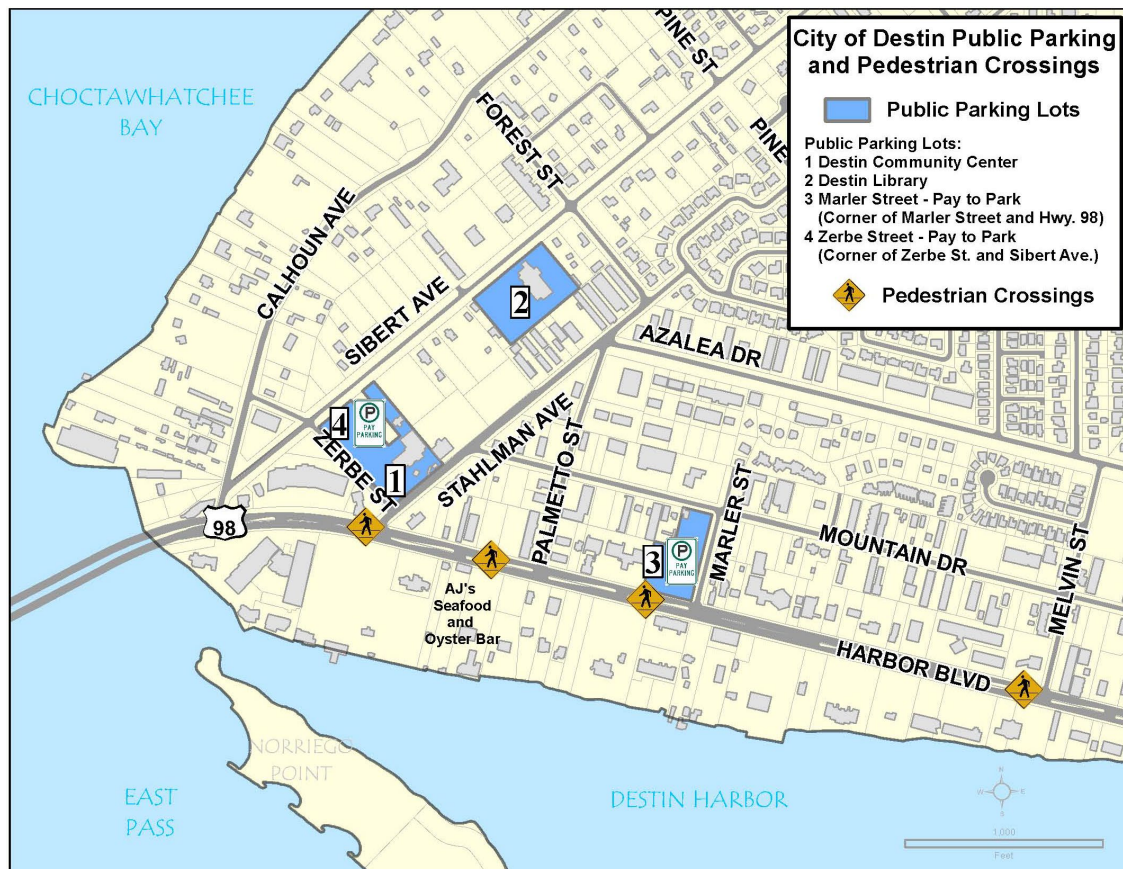 City of Destin Public Parking
and Pedestrian Crossings
Public Parking Lots
Public Parking Lots:
1 Destin Community Center
2 Destin Library
3 Marler Street - Pay to Park
(Corner of Marler Street and Hwy. 98)
4 Zerbe Street - Pay to Park
(Corner of Zerbe St. and Sibert Ave.)
Pedestrian Crossings
CHOCTAWHATCHEE
BAY
PINE ST
FOREST ST
PINE
CALHOUN AVE
SIBERT AVE
2
AZALEA DR
4
P
PAY
PARKING
ZERBE ST
1
STAHLMAN AVE
PALMETTO ST
MARLER ST
98
3
P
PAY
PARKING
MOUNTAIN DR
MELVIN ST
AJ's
Seafood
and
Oyster Bar
HARBOR BLVD
NORRIEGO
POINT
EAST
PASS
DESTIN HARBOR
N
W
E
S
1,000
Feet